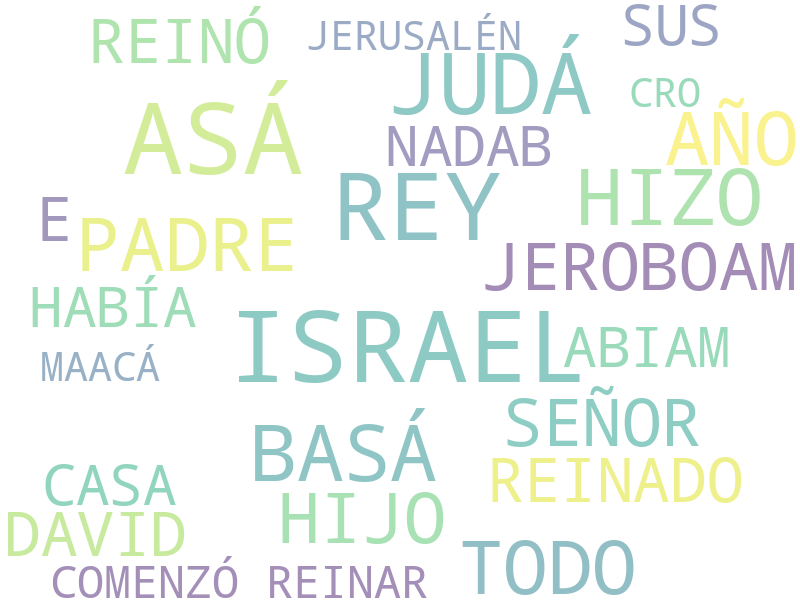 REINÓ
JERUSALÉN
SUS
JUDÁ
CRO
ASÁ
NADAB
AÑO
REY
HIZO
E
PADRE
JEROBOAM
HABÍA
ISRAEL
ABIAM
MAACÁ
SEÑOR
BASÁ
REINADO
CASA
HIJO
DAVID
TODO
COMENZÓ REINAR